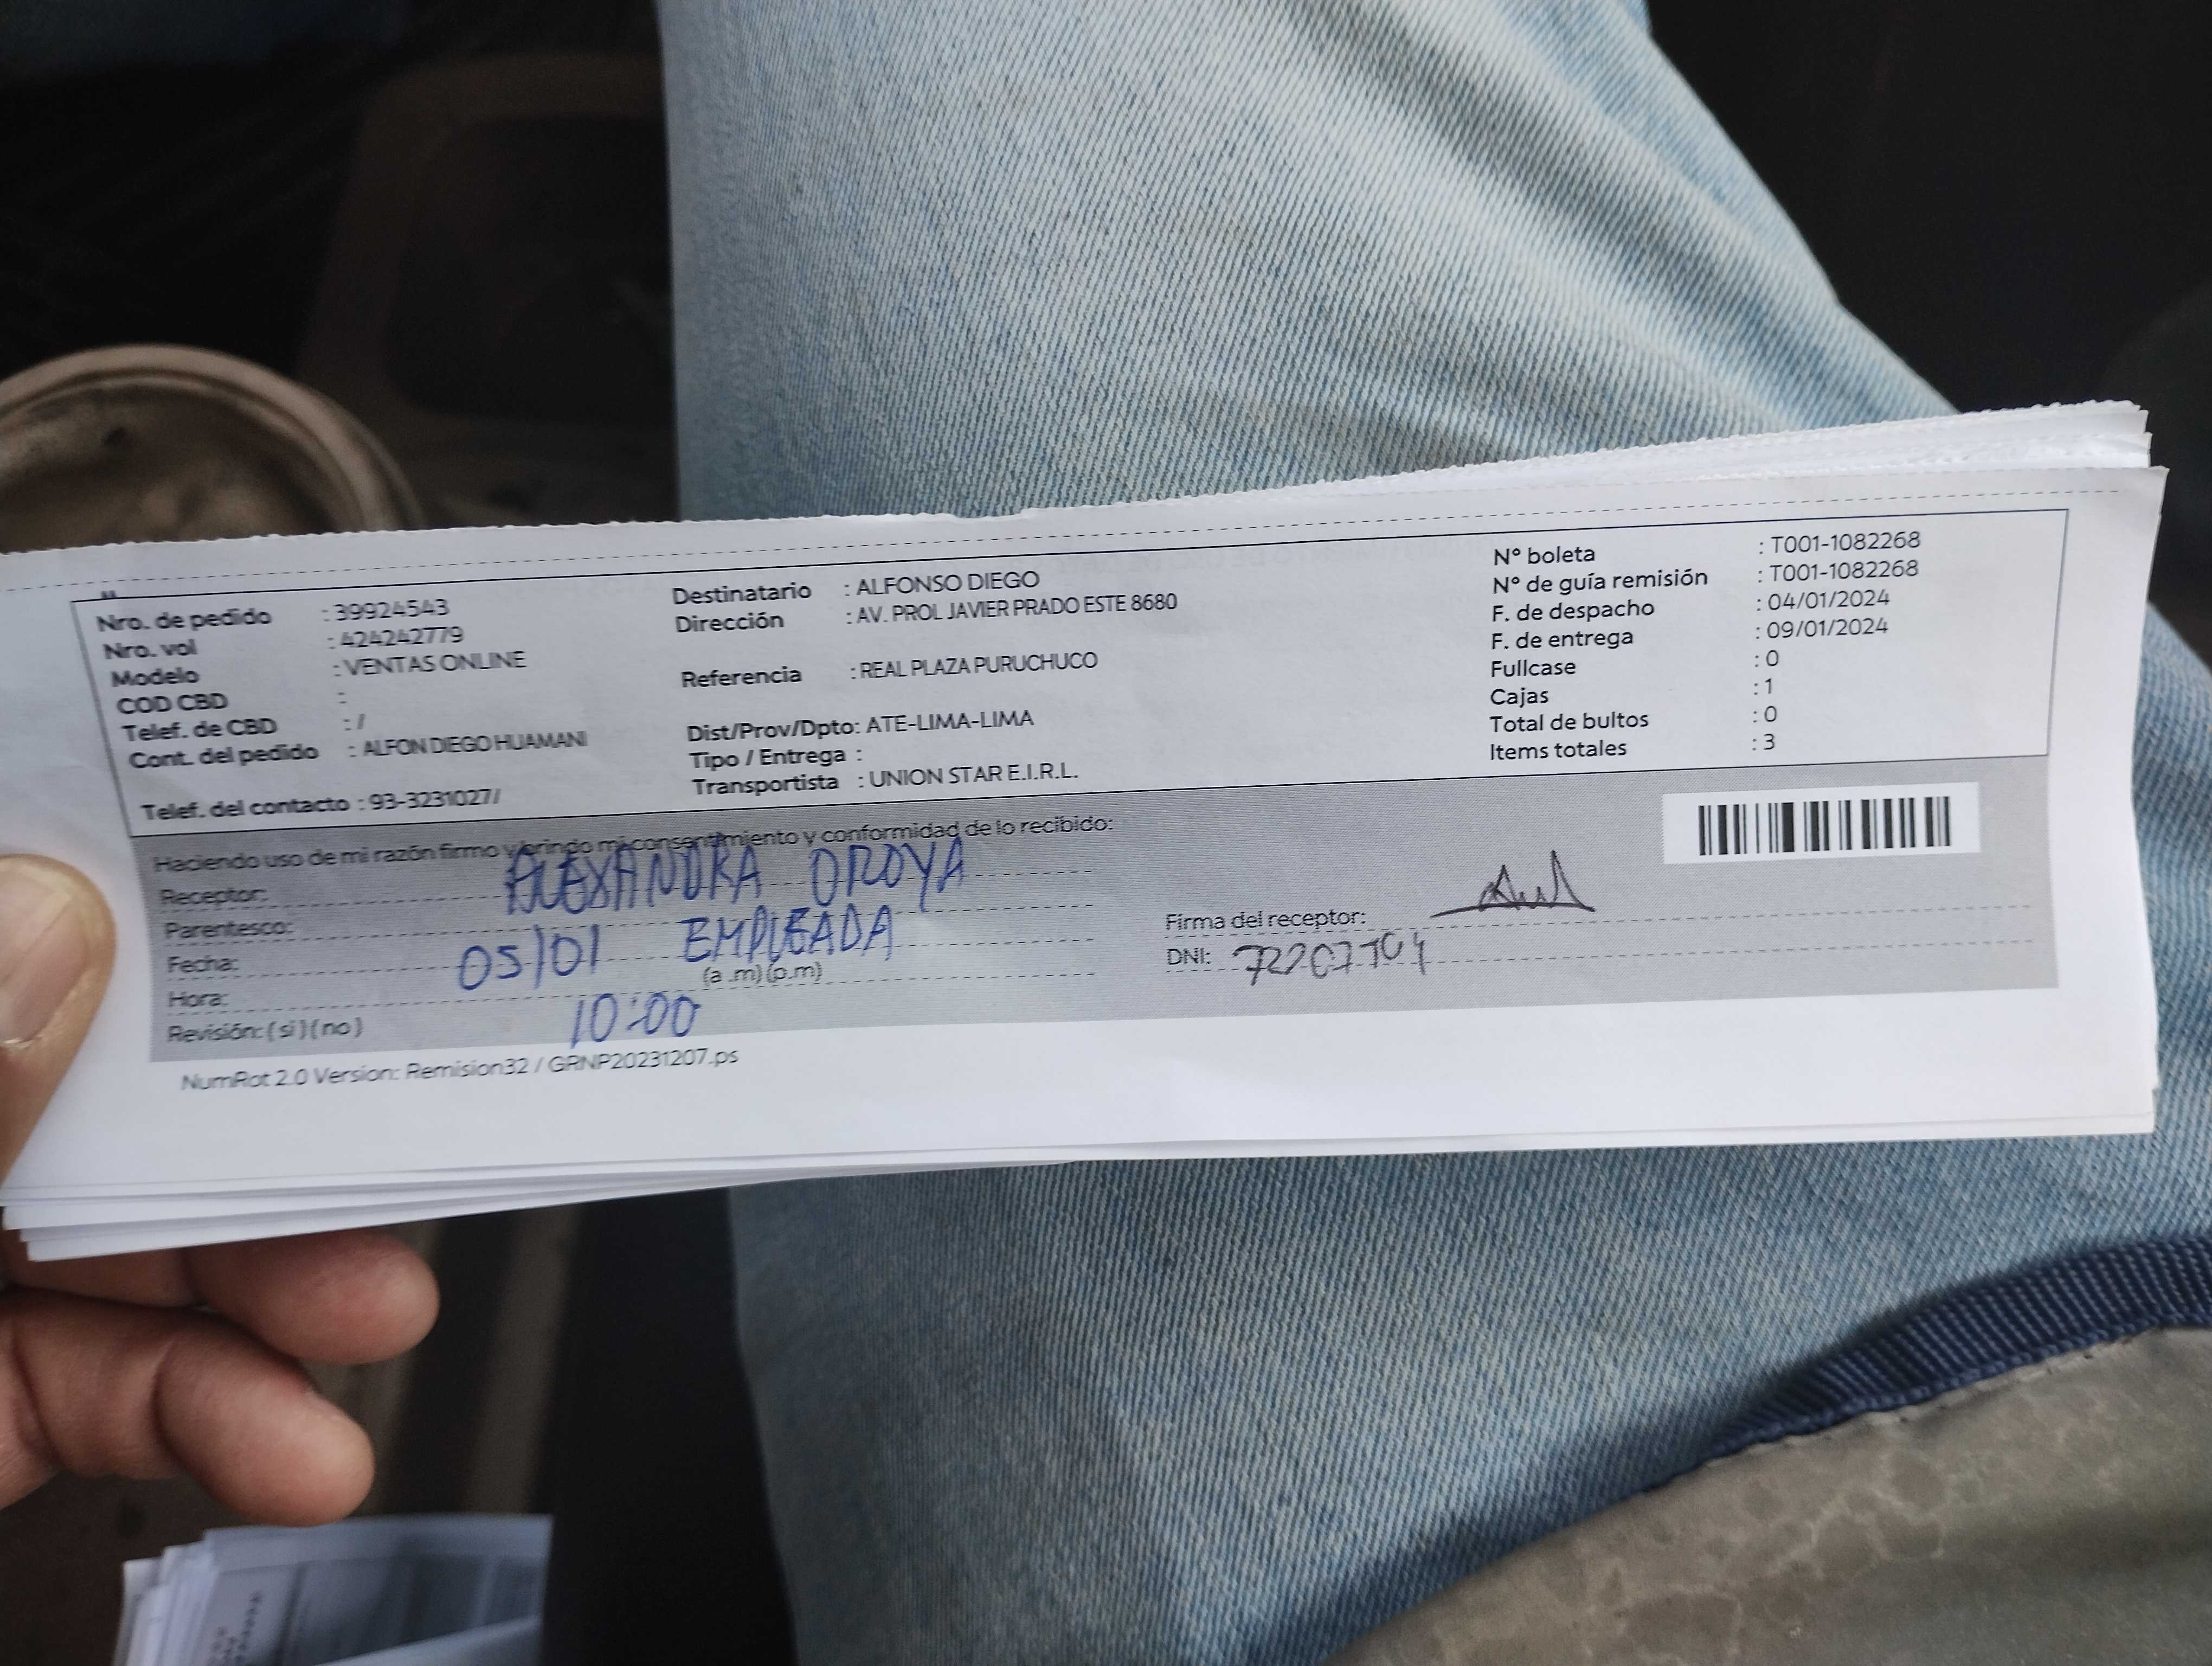 Nro. de pedido : 39924543
Nro. vol : 424242779
Modelo : VENTAS ONLINE
COD CBD :
Telef. de CBD : /
Cont. del pedido : ALFON DIEGO HUAMANI
Telef. del contacto : 93-3231027/
Destinatario : ALFONSO DIEGO
Dirección : AV. PROL JAVIER PRADO ESTE 8680
Referencia : REAL PLAZA PURUCHUCO
Dist/Prov/Dpto: ATE-LIMA-LIMA
Tipo / Entrega :
Transportista : UNION STAR E.I.R.L.
N° boleta : T001-1082268
N° de guía remisión : T001-1082268
F. de despacho : 04/01/2024
F. de entrega : 09/01/2024
Fullcase : 0
Cajas : 1
Total de bultos : 0
Items totales : 3
Haciendo uso de mi razón firmo y brindo mi consentimiento y conformidad de lo recibido:
Receptor: ALEXANDRA OROYA
Parentesco: EMPLEADA
Fecha: 05/01
(a .m) (p.m)
Hora: 10:00
Revisión: ( si ) ( no )
Firma del receptor:
DNI:
NumRot 2.0 Version: Remision32 / GRNP20231207.ps